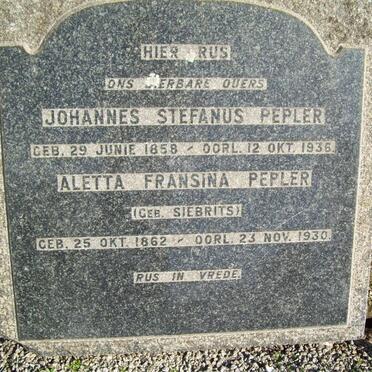 HIER RUS
ONS DIERBARE OUERS
JOHANNES STEFANUS PEPLER
GEB. 29 JUNIE 1858 - OORL. 12 OKT. 1936
ALETTA FRANSINA PEPLER
(GEB. SIEBRITS)
GEB. 25 OKT. 1862 - OORL. 23 NOV. 1930
RUS IN VREDE.